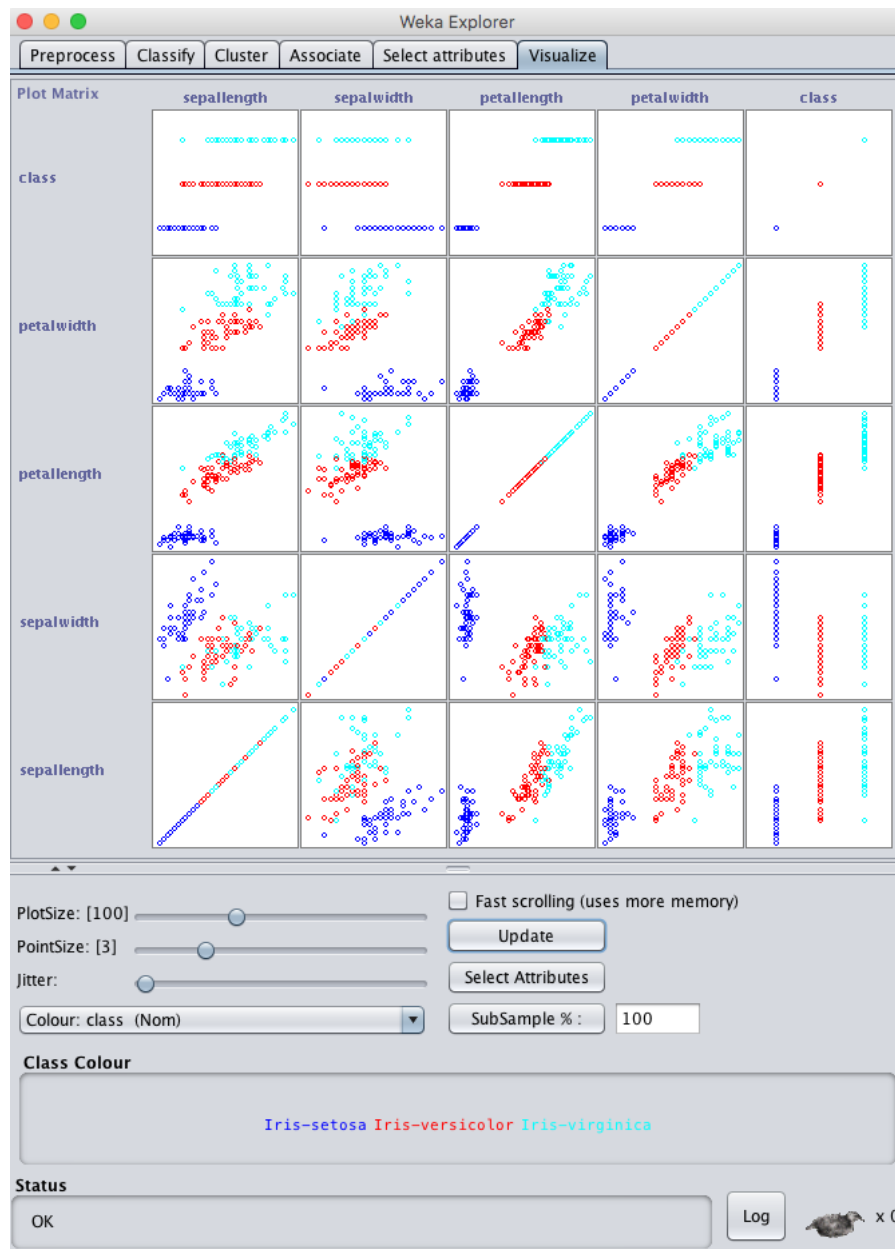 Weka Explorer
Preprocess Classify Cluster Associate Select attributes Visualize
Plot Matrix sepallength sepalwidth petallength petalwidth class
class
petalwidth
petallength
sepalwidth
sepallength
PlotSize: [100]
Fast scrolling (uses more memory)
PointSize: [3]
Update
Jitter:
Select Attributes
Colour: class (Nom)
SubSample % : 100
Class Colour
Iris-setosa Iris-versicolor Iris-virginica
Status
OK
Log
x 0